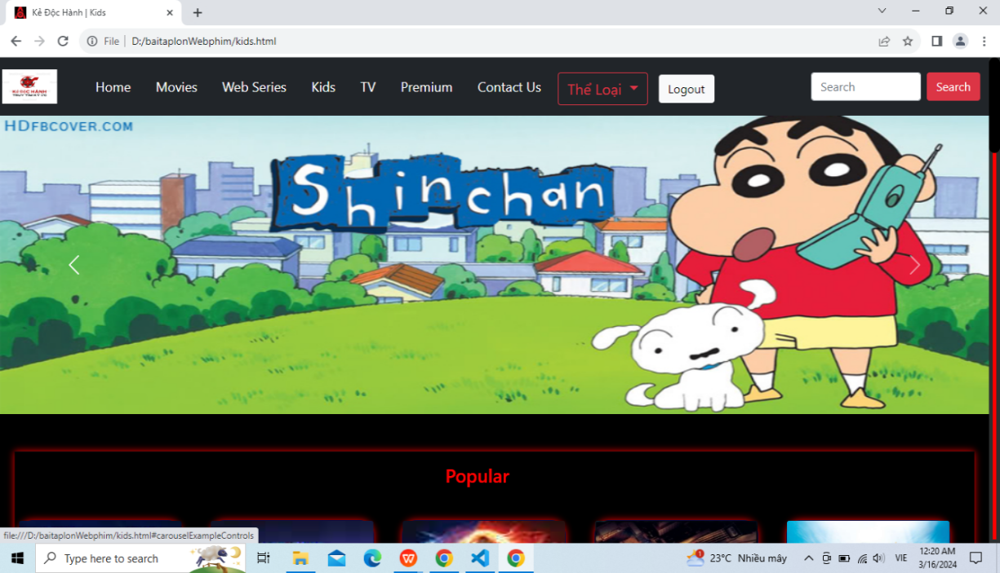 Kẻ Độc Hành | Kids
File | D:/baitaplonWebphim/kids.html
KẺ ĐỘC HÀNH
Home Movies Web Series Kids TV Premium Contact Us Thể Loại Logout Search Search
HDFBCOVER.COM
Shinchan
Popular
file:///D:/baitaplonWebphim/kids.html#carouselExampleControls
Type here to search
1
23°C Nhiều mây
VIE
12:20 AM
3/16/2024